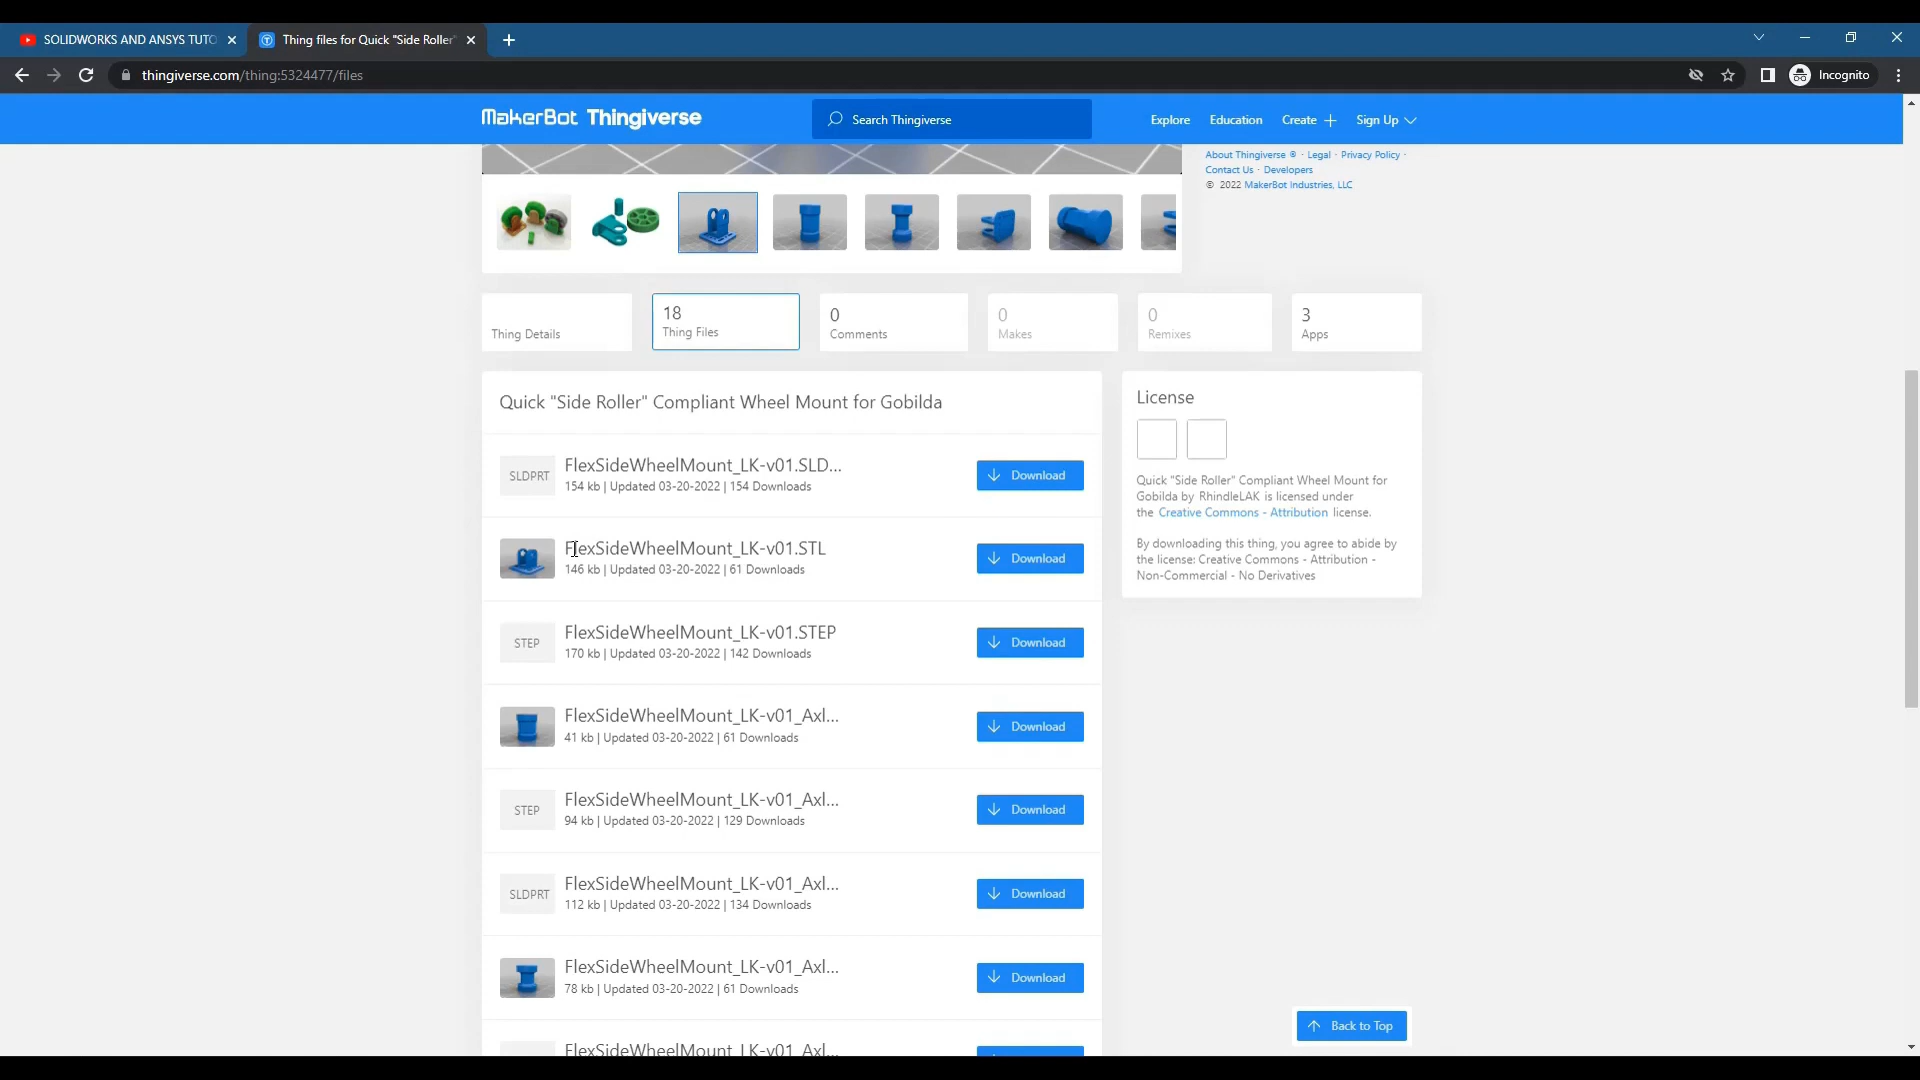 SOLIDWORKS AND ANSYS TUTO
Thing files for Quick "Side Roller"
thingiverse.com/thing:5324477/files
Incognito
MakerBot Thingiverse
Search Thingiverse
Explore
Education
Create
Sign Up
About Thingiverse ® · Legal · Privacy Policy ·
Contact Us · Developers
© 2022 MakerBot Industries, LLC
Thing Details
18
Thing Files
0
Comments
0
Makes
0
Remixes
3
Apps
Quick "Side Roller" Compliant Wheel Mount for Gobilda
SLDPRT
FlexSideWheelMount_LK-v01.SLD...
154 kb | Updated 03-20-2022 | 154 Downloads
Download
FlexSideWheelMount_LK-v01.STL
146 kb | Updated 03-20-2022 | 61 Downloads
Download
STEP
FlexSideWheelMount_LK-v01.STEP
170 kb | Updated 03-20-2022 | 142 Downloads
Download
FlexSideWheelMount_LK-v01_Axl...
41 kb | Updated 03-20-2022 | 61 Downloads
Download
STEP
FlexSideWheelMount_LK-v01_Axl...
94 kb | Updated 03-20-2022 | 129 Downloads
Download
SLDPRT
FlexSideWheelMount_LK-v01_Axl...
112 kb | Updated 03-20-2022 | 134 Downloads
Download
FlexSideWheelMount_LK-v01_Axl...
78 kb | Updated 03-20-2022 | 61 Downloads
Download
FlexSideWheelMount_LK-v01_Axl...
License
Quick "Side Roller" Compliant Wheel Mount for
Gobilda by RhindleLAK is licensed under
the Creative Commons - Attribution license.
By downloading this thing, you agree to abide by
the license: Creative Commons - Attribution -
Non-Commercial - No Derivatives
Back to Top